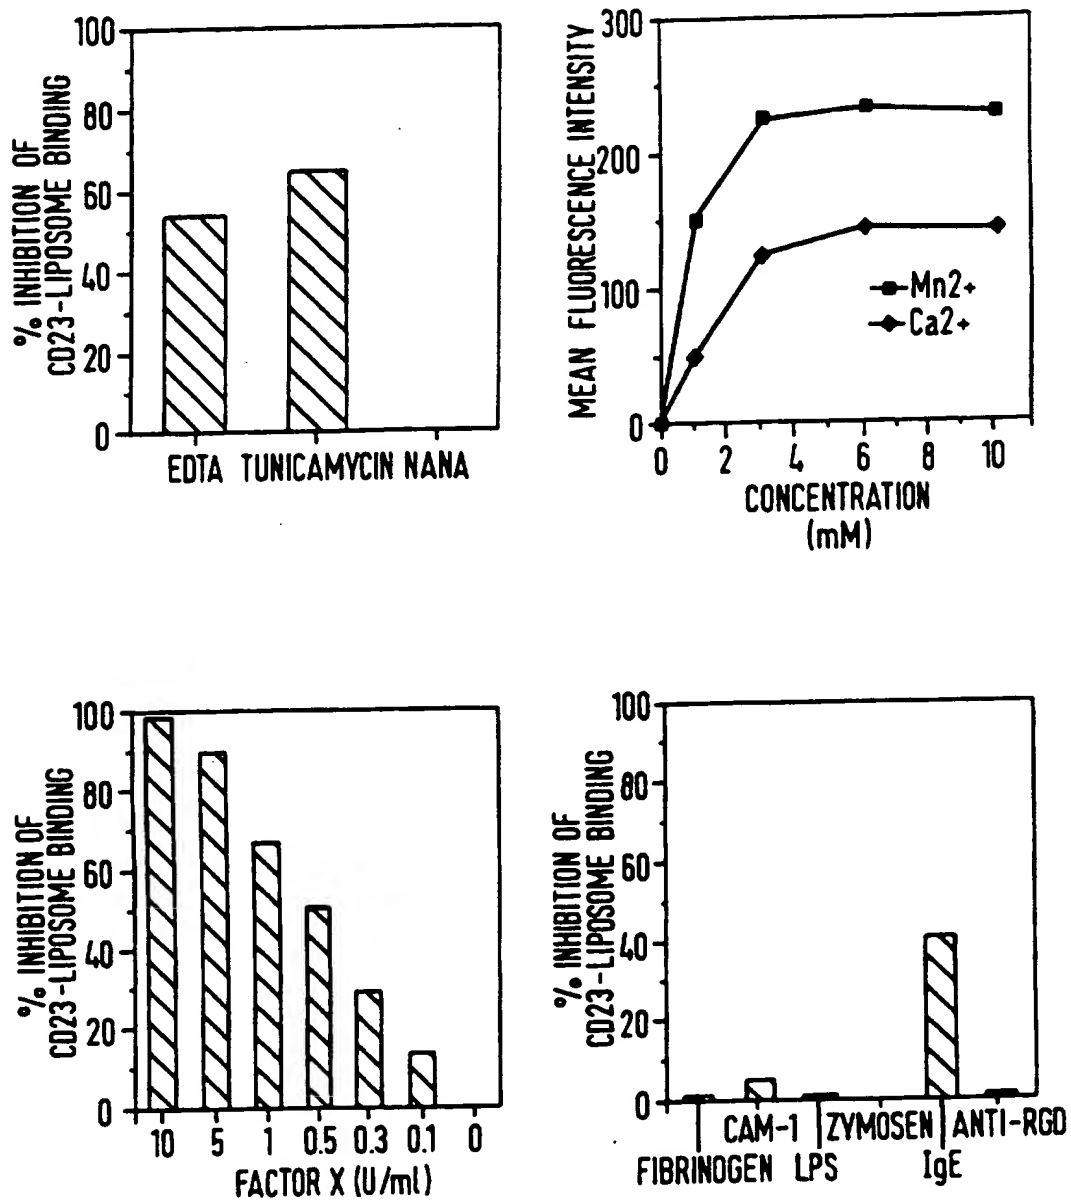 % INHIBITION OF
CD23-LIPOSOME BINDING
100
80
60
40
20
0
EDTA TUNICAMYCIN NANA
MEAN FLUORESCENCE INTENSITY
300
200
100
0
Mn2+
Ca2+
0 2 4 6 8 10
CONCENTRATION
(mM)
% INHIBITION OF
CD23-LIPOSOME BINDING
100
80
60
40
20
0
10 5 1 0.5 0.3 0.1 0
FACTOR X (U/ml)
% INHIBITION OF
CD23-LIPOSOME BINDING
100
80
60
40
20
0
CAM-1 ZYMOSEN ANTI-RGD
FIBRINOGEN LPS IgE